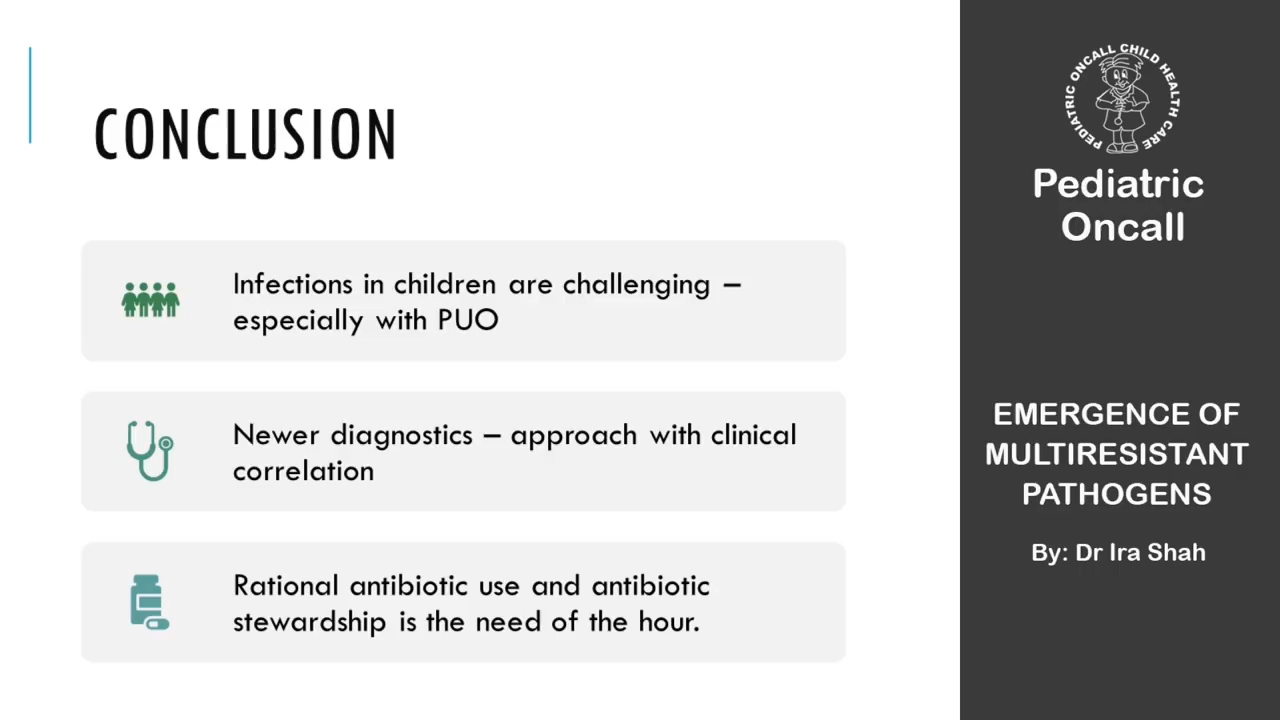 CONCLUSION
Infections in children are challenging –
especially with PUO
Newer diagnostics – approach with clinical
correlation
Rational antibiotic use and antibiotic
stewardship is the need of the hour.
PEDIATRIC ONCALL CHILD HEALTH CARE
Pediatric
Oncall
EMERGENCE OF
MULTIRESISTANT
PATHOGENS
By: Dr Ira Shah